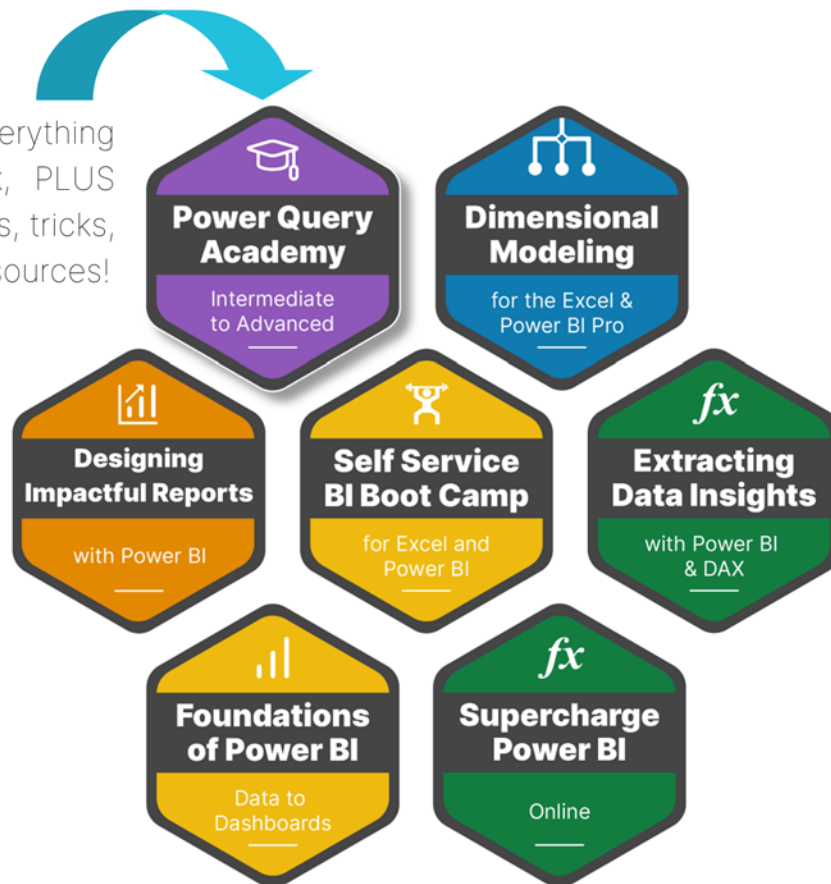 erything
, PLUS
s, tricks,
sources!
Power Query
Academy
Intermediate
to Advanced
Dimensional
Modeling
for the Excel &
Power BI Pro
Designing
Impactful Reports
with Power BI
Self Service
BI Boot Camp
for Excel and
Power BI
fx
Extracting
Data Insights
with Power BI
& DAX
Foundations
of Power BI
Data to
Dashboards
fx
Supercharge
Power BI
Online